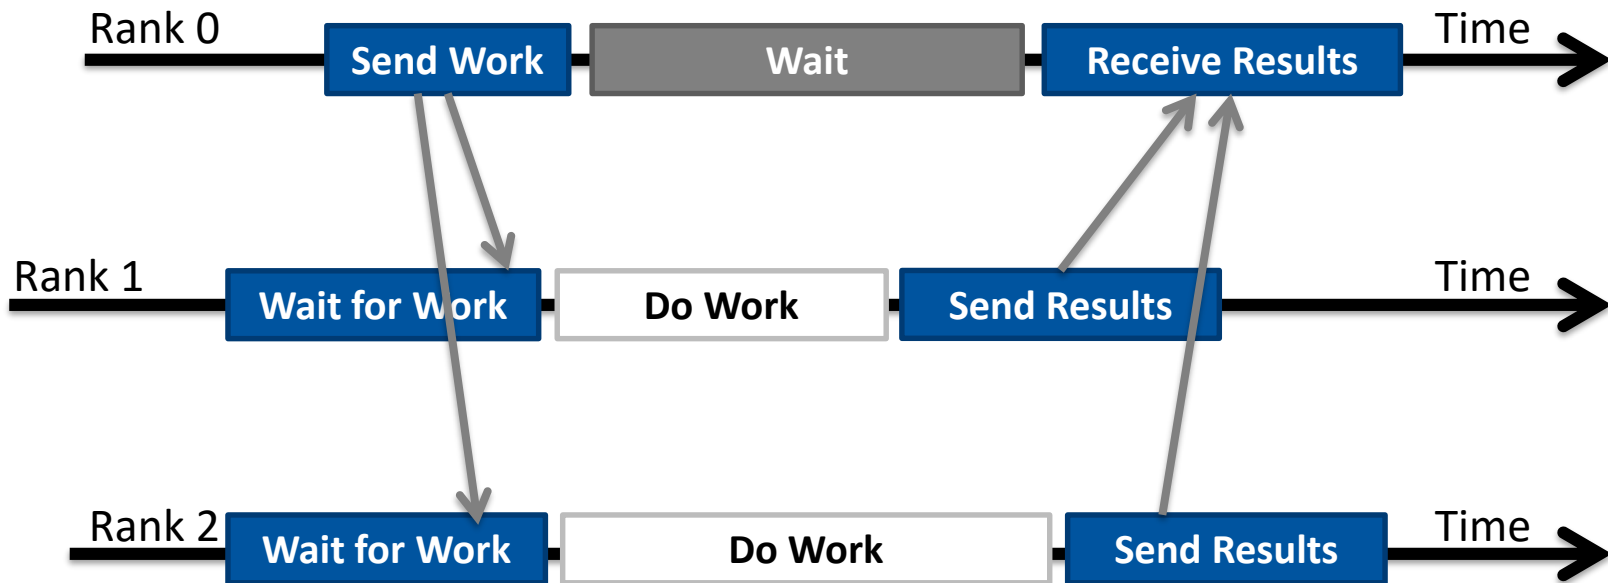 Rank 0
Send Work
Wait
Receive Results
Time
Rank 1
Wait for Work
Do Work
Send Results
Time
Rank 2
Wait for Work
Do Work
Send Results
Time